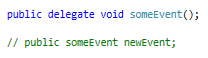 public delegate void someEvent();
// public someEvent newEvent;